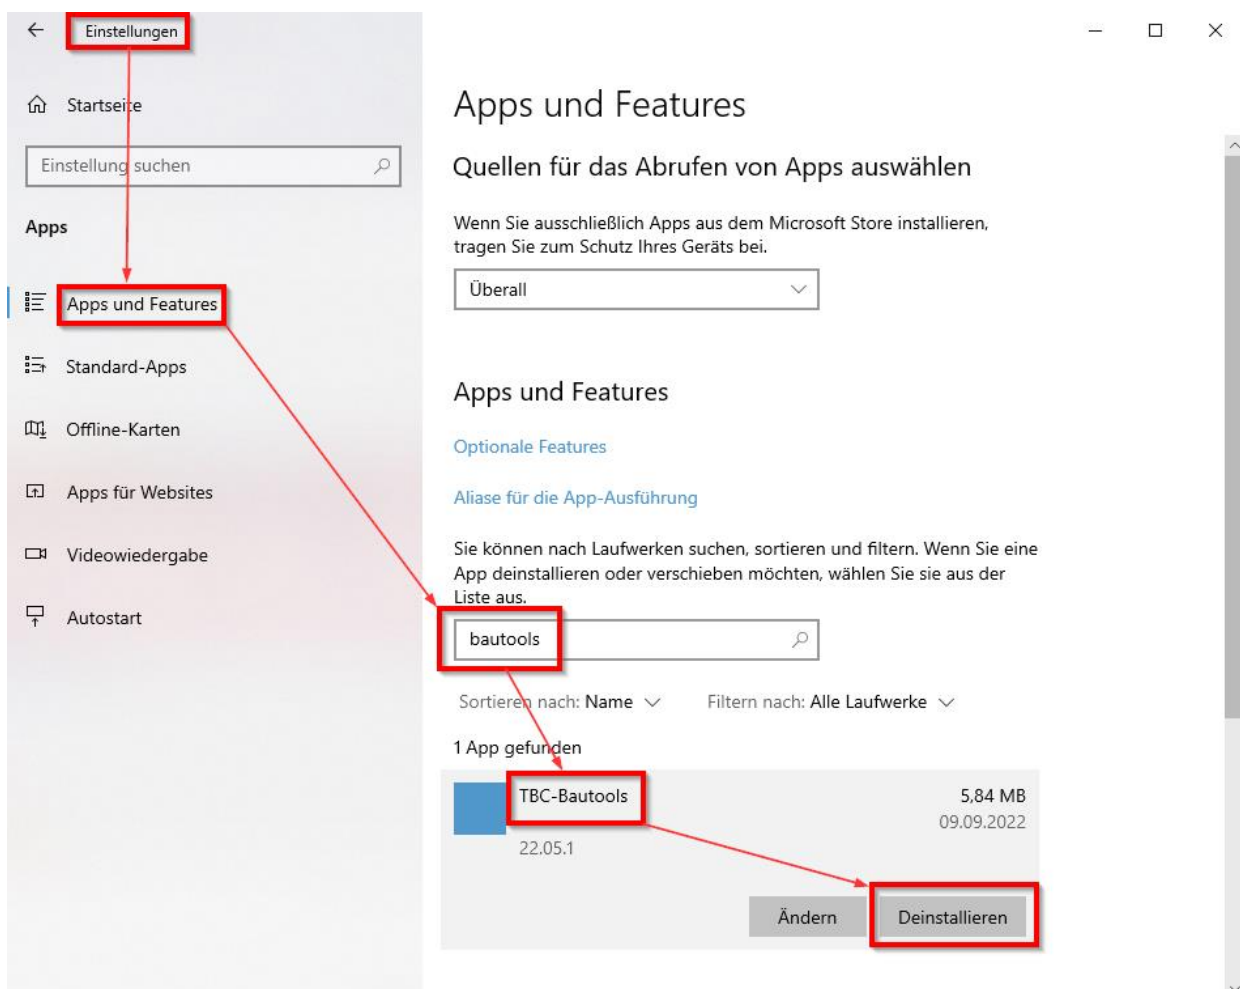 Einstellungen
Startseite
Einstellung suchen
Apps
Apps und Features
Standard-Apps
Offline-Karten
Apps für Websites
Videowiedergabe
Autostart
Apps und Features
Quellen für das Abrufen von Apps auswählen
Wenn Sie ausschließlich Apps aus dem Microsoft Store installieren,
tragen Sie zum Schutz Ihres Geräts bei.
Überall
Apps und Features
Optionale Features
Aliase für die App-Ausführung
Sie können nach Laufwerken suchen, sortieren und filtern. Wenn Sie eine
App deinstallieren oder verschieben möchten, wählen Sie sie aus der
Liste aus.
bautools
Sortieren nach: Name Filtern nach: Alle Laufwerke
1 App gefunden
TBC-Bautools 5,84 MB
09.09.2022
22.05.1
Ändern Deinstallieren